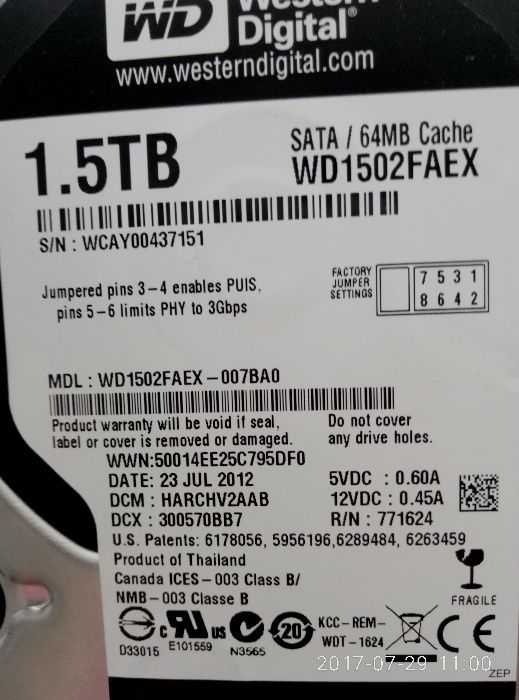 WD
Western
Digital®
www.westerndigital.com
1.5TB
SATA / 64MB Cache
WD1502FAEX
S/N : WCAY00437151
Jumpered pins 3-4 enables PUIS,
pins 5-6 limits PHY to 3Gbps
FACTORY
JUMPER
SETTINGS
7 5 3 1
8 6 4 2
MDL : WD1502FAEX-007BA0
Product warranty will be void if seal,
label or cover is removed or damaged.
Do not cover
any drive holes.
WWN:50014EE25C795DF0
DATE: 23 JUL 2012
DCM : HARCHV2AAB
DCX : 300570BB7
5VDC : 0.60A
12VDC : 0.45A
R/N : 771624
U.S. Patents: 6178056, 5956196,6289484, 6263459
Product of Thailand
Canada ICES-003 Class B/
NMB-003 Classe B
FRAGILE
D33015
c RU us
E101559
N3565
20
KCC-REM-
WDT-1624
CE
2017-07-29 11:00
ZEP